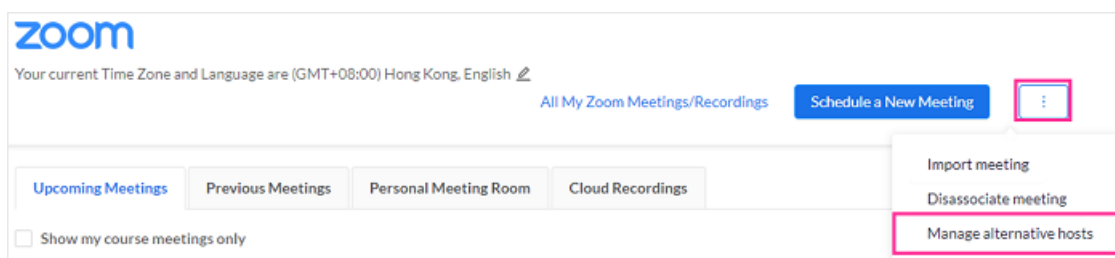 zoom
Your current Time Zone and Language are (GMT+08:00) Hong Kong, English
All My Zoom Meetings/Recordings
Schedule a New Meeting
Import meeting
Disassociate meeting
Manage alternative hosts
Upcoming Meetings
Previous Meetings
Personal Meeting Room
Cloud Recordings
Show my course meetings only